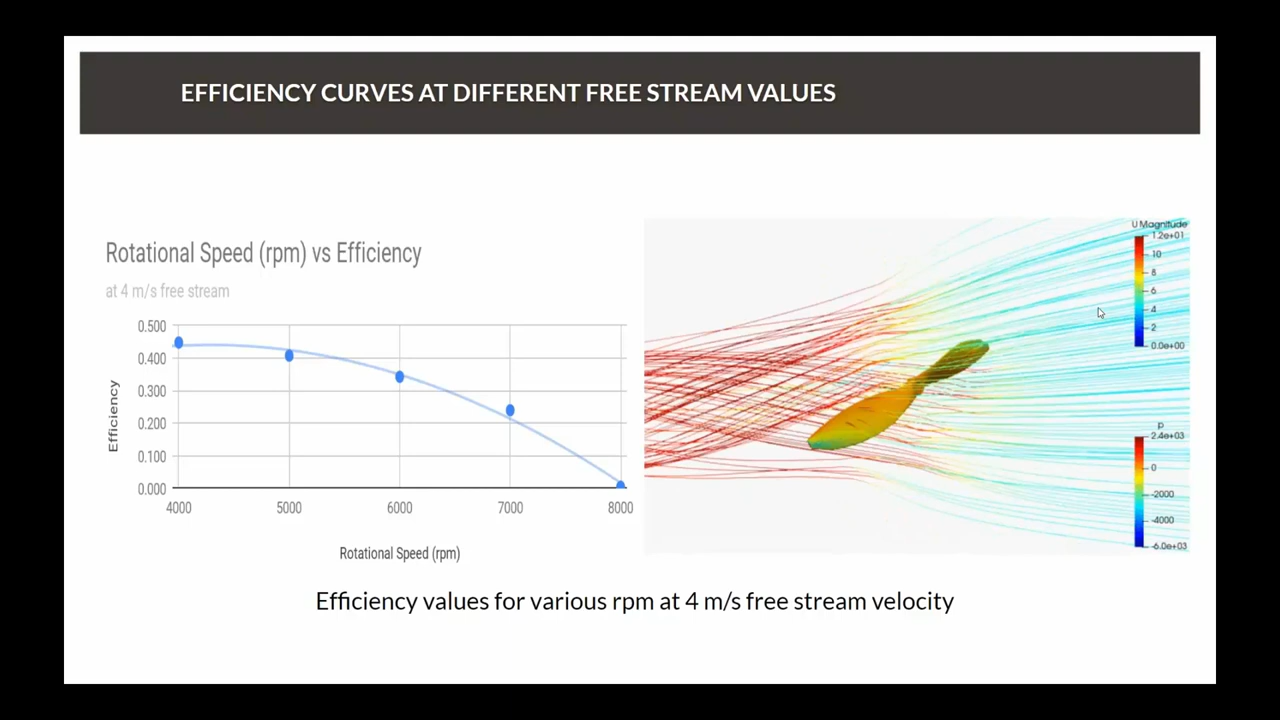 EFFICIENCY CURVES AT DIFFERENT FREE STREAM VALUES
Rotational Speed (rpm) vs Efficiency
at 4 m/s free stream
Efficiency
0.500
0.400
0.300
0.200
0.100
0.000
4000 5000 6000 7000 8000
Rotational Speed (rpm)
U Magnitude
1.2e+01
10
8
6
4
2
0.0e+00
p
2.4e+03
0
-2000
-4000
-6.0e+03
Efficiency values for various rpm at 4 m/s free stream velocity